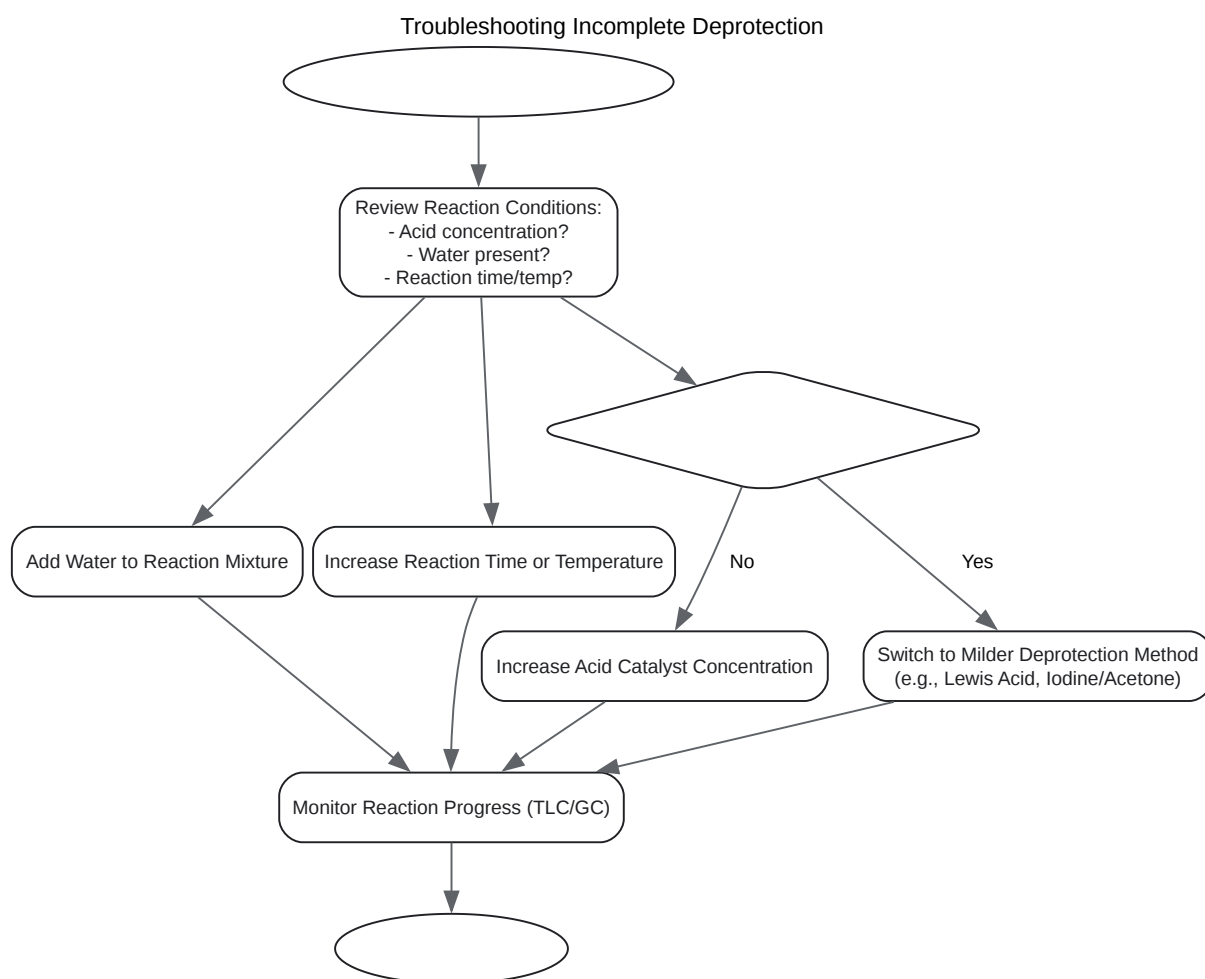 Troubleshooting Incomplete Deprotection
Review Reaction Conditions:
- Acid concentration?
- Water present?
- Reaction time/temp?
Add Water to Reaction Mixture
Increase Reaction Time or Temperature
No
Yes
Increase Acid Catalyst Concentration
Switch to Milder Deprotection Method
(e.g., Lewis Acid, Iodine/Acetone)
Monitor Reaction Progress (TLC/GC)